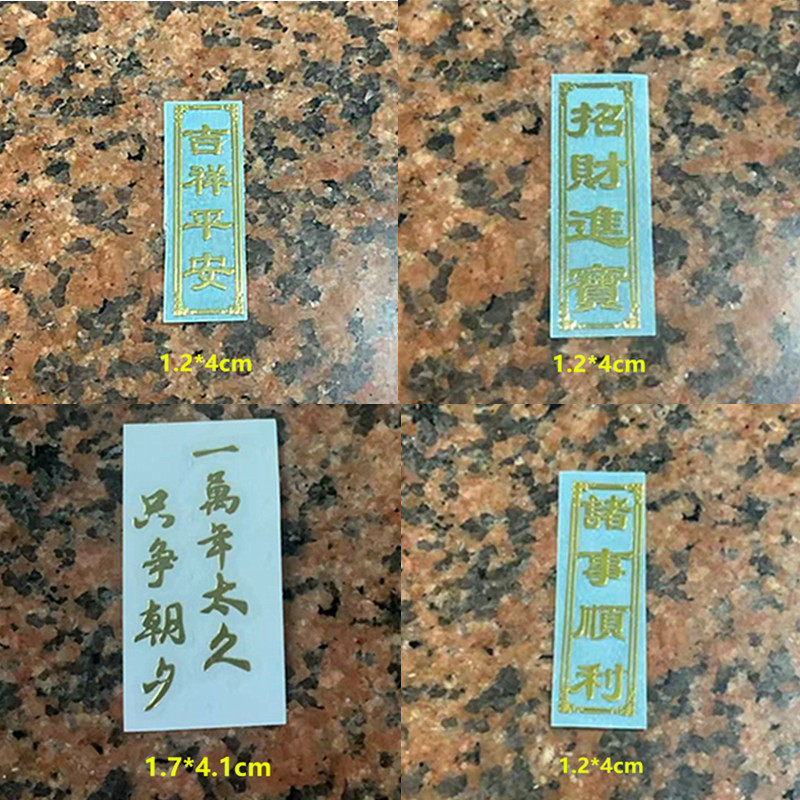 吉祥平安
1.2*4cm
招財進寶
1.2*4cm
一萬年太久
只争朝夕
1.7*4.1cm
諸事順利
1.2*4cm